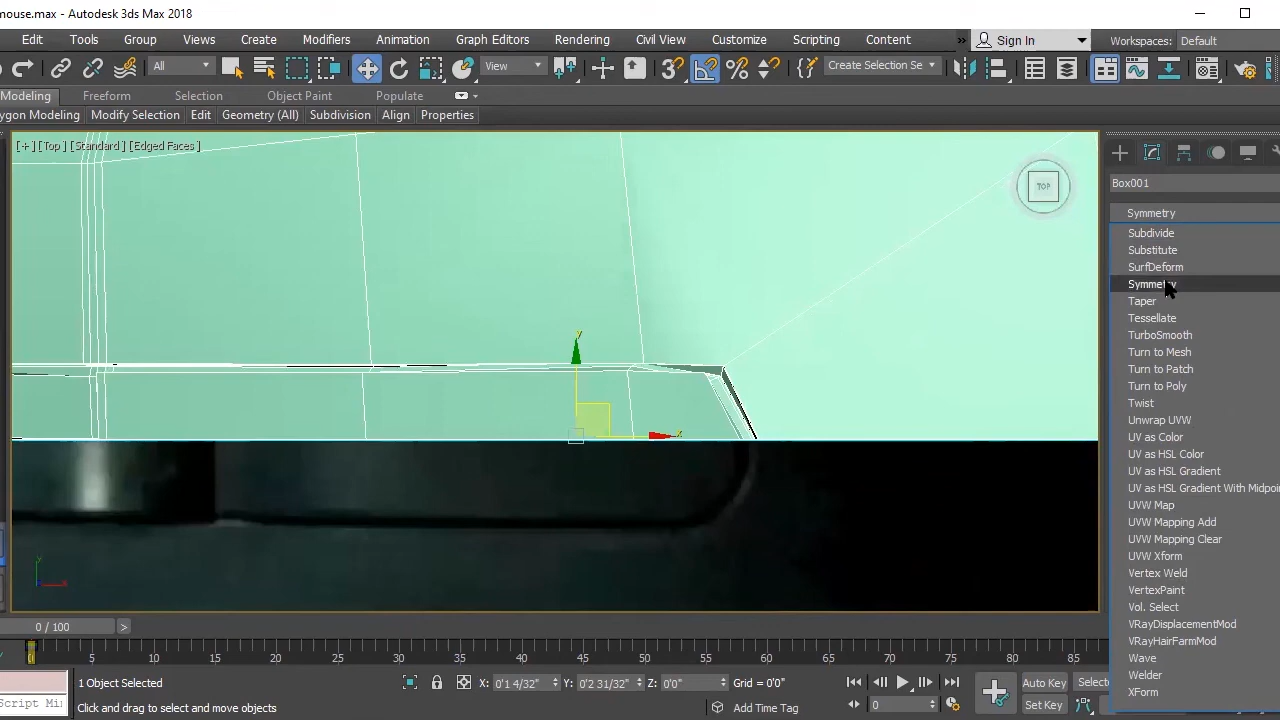 mouse.max - Autodesk 3ds Max 2018
Edit Tools Group Views Create Modifiers Animation Graph Editors Rendering Civil View Customize Scripting Content » Sign In Workspaces: Default
All View Create Selection Se
Modeling Freeform Selection Object Paint Populate
ygon Modeling Modify Selection Edit Geometry (All) Subdivision Align Properties
[ + ] [ Top ] [ Standard ] [ Edged Faces ]
TOP
Box001
Symmetry
Subdivide
Substitute
SurfDeform
Symmetry
Taper
Tessellate
TurboSmooth
Turn to Mesh
Turn to Patch
Turn to Poly
Twist
Unwrap UVW
UV as Color
UV as HSL Color
UV as HSL Gradient
UV as HSL Gradient With Midpoi
UVW Map
UVW Mapping Add
UVW Mapping Clear
UVW Xform
Vertex Weld
VertexPaint
Vol. Select
VRayDisplacementMod
VRayHairFarmMod
Wave
Welder
XForm
y
x
0 / 100 >
5 10 15 20 25 30 35 40 45 50 55 60 65 70 75 80 85
1 Object Selected X: 0'1 4/32" Y: 0'2 31/32" Z: 0'0" Grid = 0'0" Auto Key Select
Script Mi Click and drag to select and move objects Add Time Tag 0 Set Key